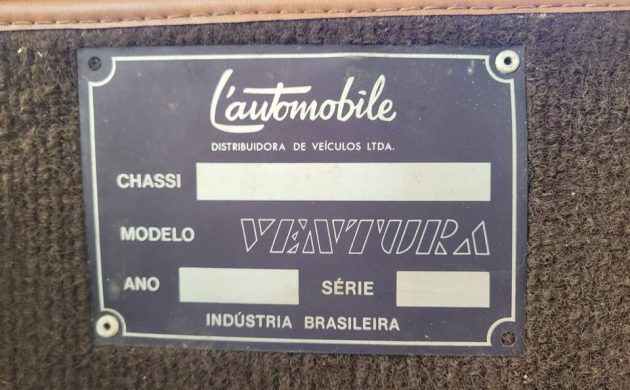 L'automobile
DISTRIBUIDORA DE VEÍCULOS LTDA.
CHASSI
MODELO VENTURA
ANO SÉRIE
INDÚSTRIA BRASILEIRA